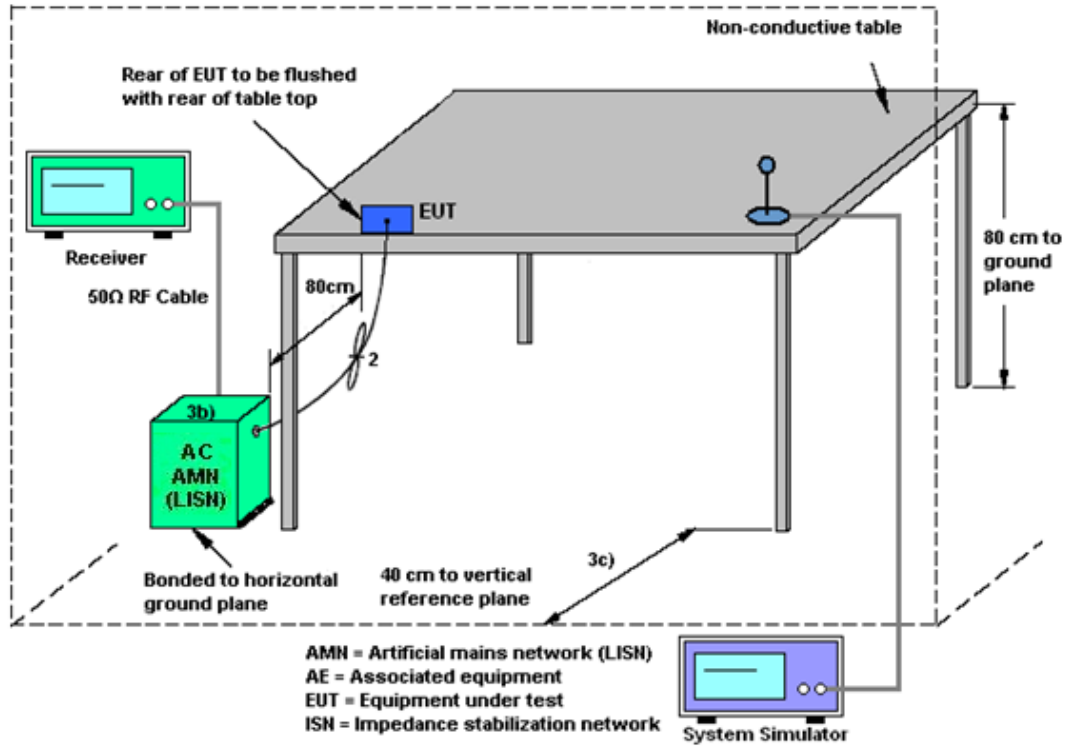 Non-conductive table
Rear of EUT to be flushed
with rear of table top
EUT
Receiver
50Ω RF Cable
80cm
80 cm to
ground
plane
2
3b)
AC
AMN
(LISN)
3c)
Bonded to horizontal
ground plane
40 cm to vertical
reference plane
AMN = Artificial mains network (LISN)
AE = Associated equipment
EUT = Equipment under test
ISN = Impedance stabilization network
System Simulator